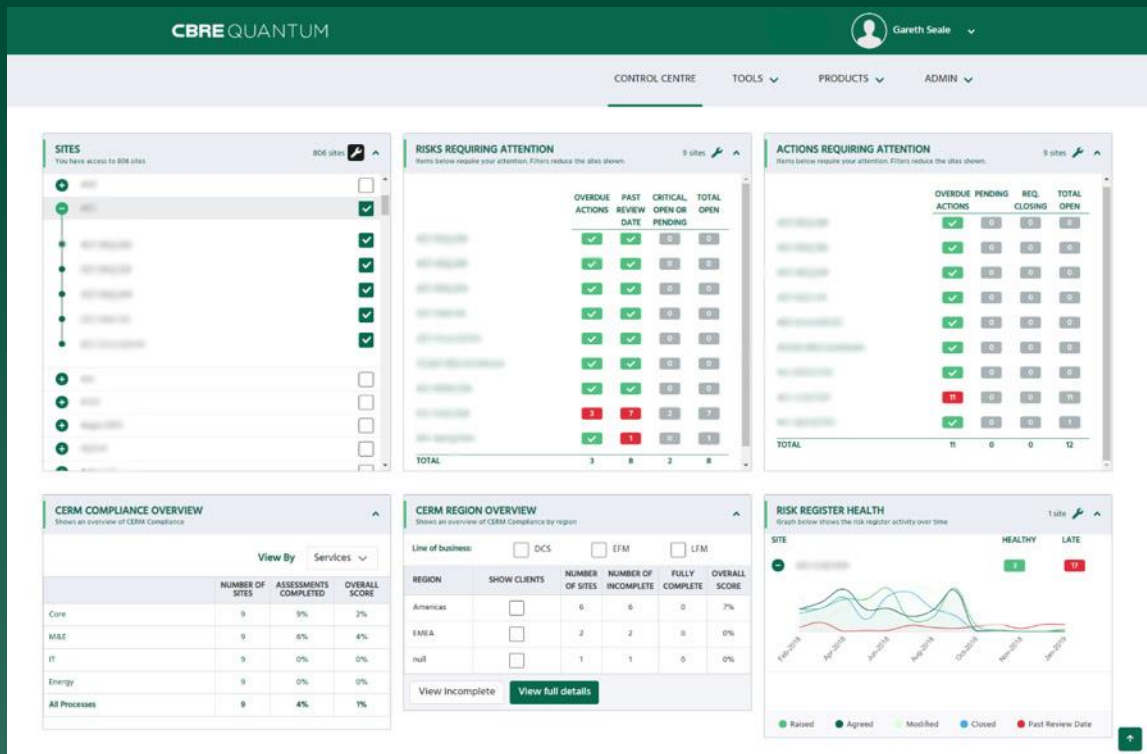 CBRE QUANTUM
Gareth Seale
CONTROL CENTRE TOOLS PRODUCTS ADMIN
SITES
You have access to 806 sites
806 sites
RISKS REQUIRING ATTENTION
Items below require your attention. Filters reduce the sites shown.
9 sites
OVERDUE ACTIONS PAST REVIEW DATE CRITICAL, OPEN OR PENDING TOTAL OPEN
0 0
0 0
0 0
0 0
0 0
0 0
0 0
3 7 2 7
1 0 1
TOTAL 3 8 2 8
ACTIONS REQUIRING ATTENTION
Items below require your attention. Filters reduce the sites shown.
9 sites
OVERDUE ACTIONS PENDING REQ. CLOSING TOTAL OPEN
0 0 0
0 0 0
0 0 0
0 0 0
0 0 0
0 0 0
0 0 0
11 0 0 11
0 0 1
TOTAL 11 0 0 12
CERM COMPLIANCE OVERVIEW
Shows an overview of CERM Compliance
View By Services
NUMBER OF SITES ASSESSMENTS COMPLETED OVERALL SCORE
Core 9 9% 2%
M&E 9 6% 4%
IT 9 0% 0%
Energy 9 0% 0%
All Processes 9 4% 1%
CERM REGION OVERVIEW
Shows an overview of CERM Compliance by region
Line of business: DCS EFM LFM
REGION SHOW CLIENTS NUMBER OF SITES NUMBER OF INCOMPLETE FULLY COMPLETE OVERALL SCORE
Americas 6 6 0 7%
EMEA 2 2 0 0%
null 1 1 0 0%
View incomplete View full details
RISK REGISTER HEALTH
Graph below shows the risk register activity over time
1 site
SITE HEALTHY LATE
17
Feb-2018 Apr-2018 Jun-2018 Aug-2018 Oct-2018 Nov-2018 Jan-2019
Raised Agreed Modified Closed Past Review Date